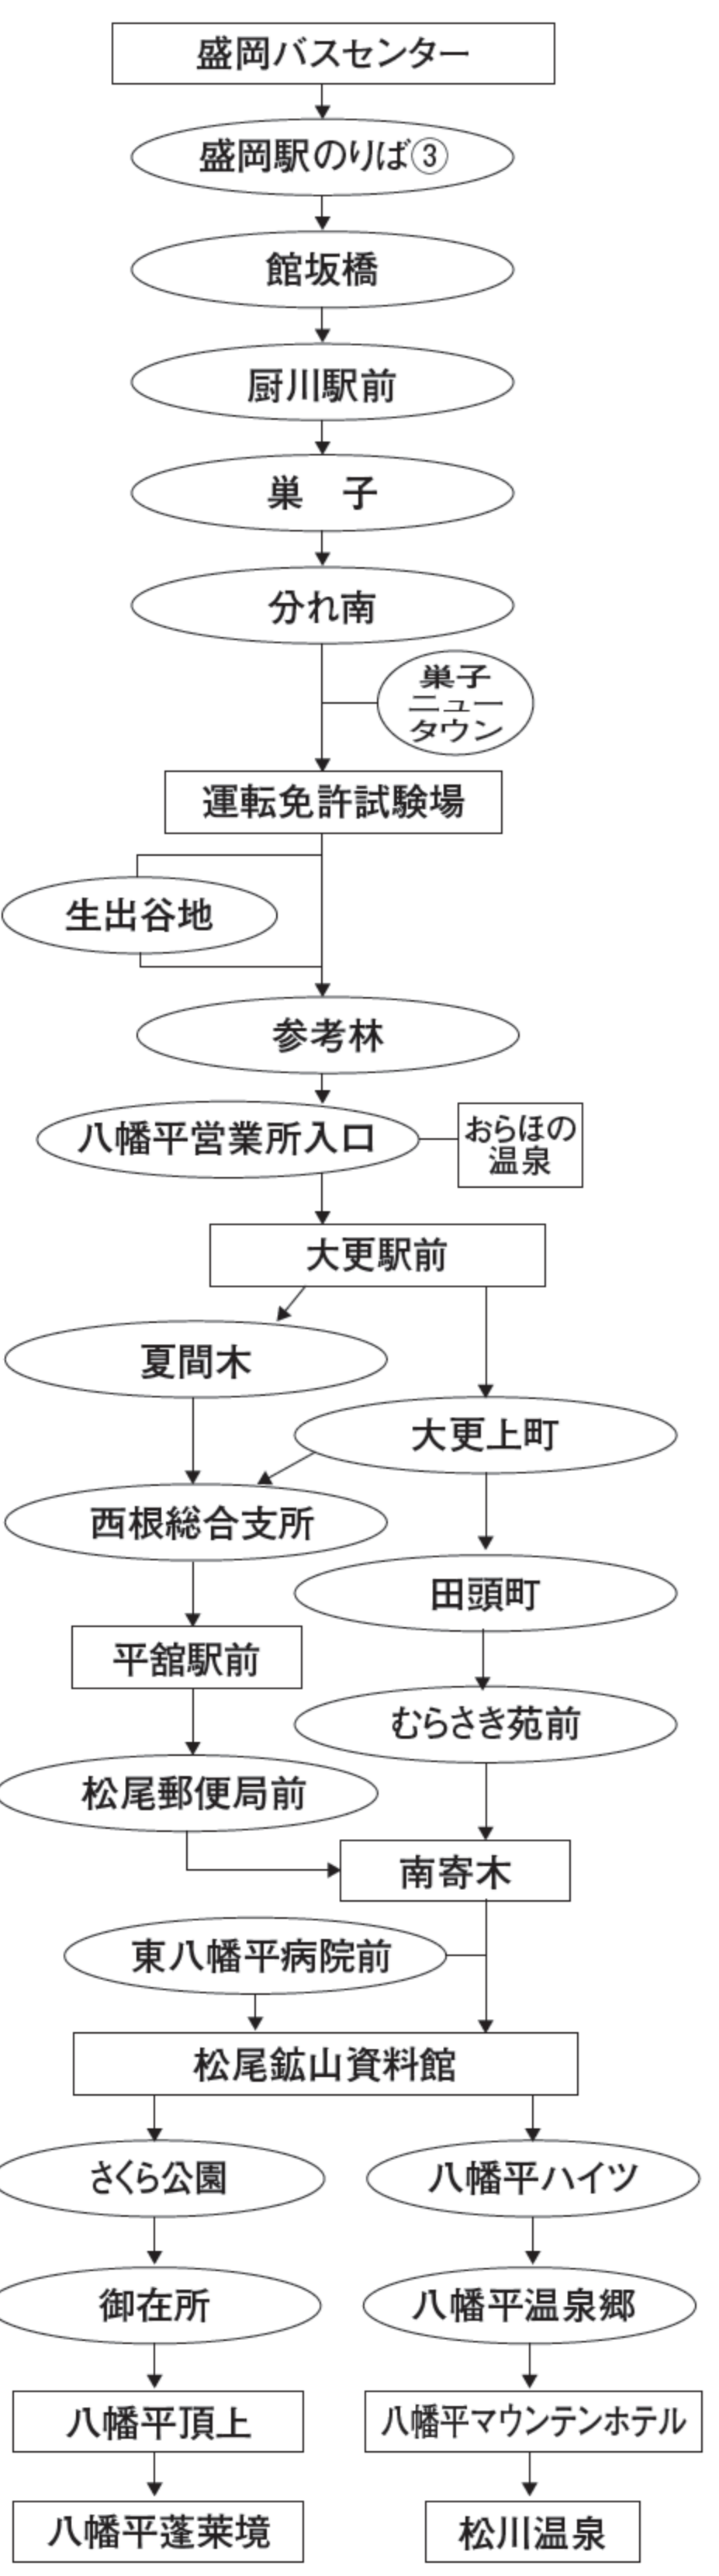 盛岡バスセンター
盛岡駅のりば③
館坂橋
厨川駅前
巣　子
分れ南
巣子
ニュー
タウン
運転免許試験場
生出谷地
参考林
八幡平営業所入口
おらほの
温泉
大更駅前
夏間木
大更上町
西根総合支所
田頭町
平舘駅前
むらさき苑前
松尾郵便局前
南寄木
東八幡平病院前
松尾鉱山資料館
さくら公園
八幡平ハイツ
御在所
八幡平温泉郷
八幡平頂上
八幡平マウンテンホテル
八幡平蓬莱境
松川温泉